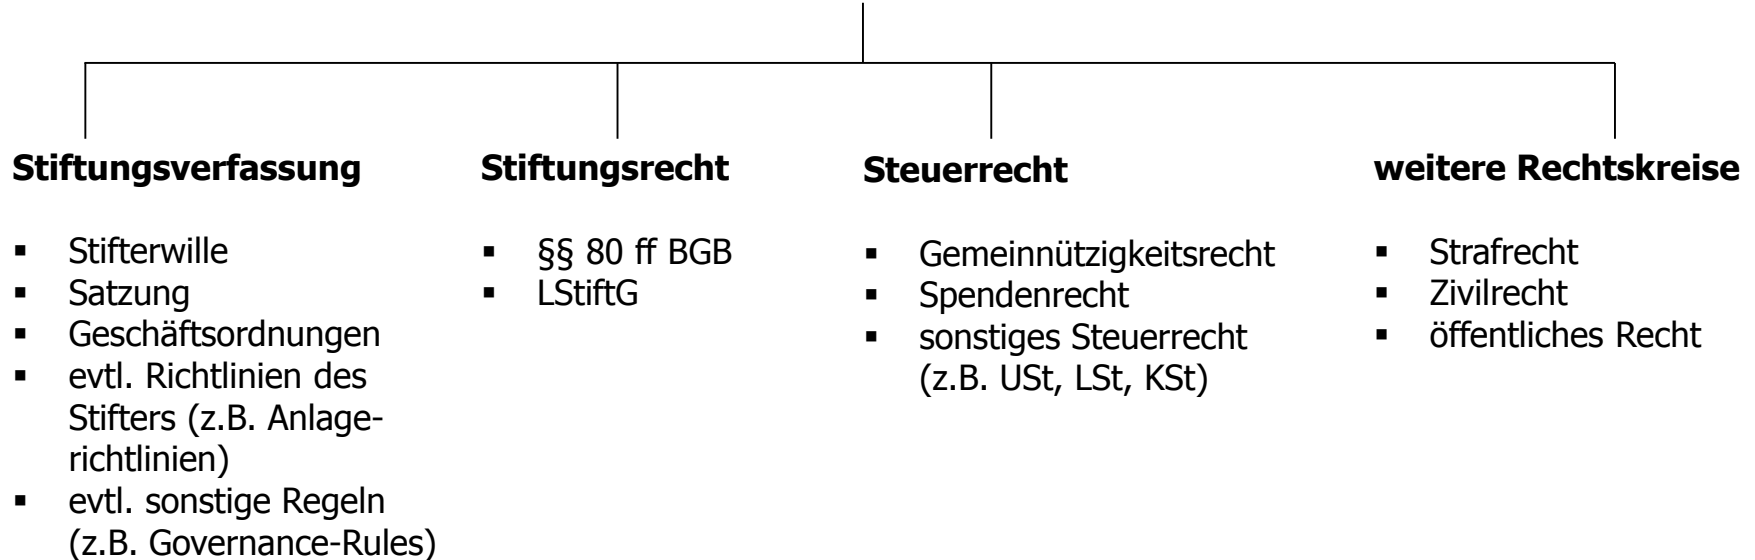 Stiftungsverfassung
▪ Stifterwille
▪ Satzung
▪ Geschäftsordnungen
▪ evtl. Richtlinien des
Stifters (z.B. Anlage-
richtlinien)
▪ evtl. sonstige Regeln
(z.B. Governance-Rules)
Stiftungsrecht
▪ §§ 80 ff BGB
▪ LStiftG
Steuerrecht
▪ Gemeinnützigkeitsrecht
▪ Spendenrecht
▪ sonstiges Steuerrecht
(z.B. USt, LSt, KSt)
weitere Rechtskreise
▪ Strafrecht
▪ Zivilrecht
▪ öffentliches Recht